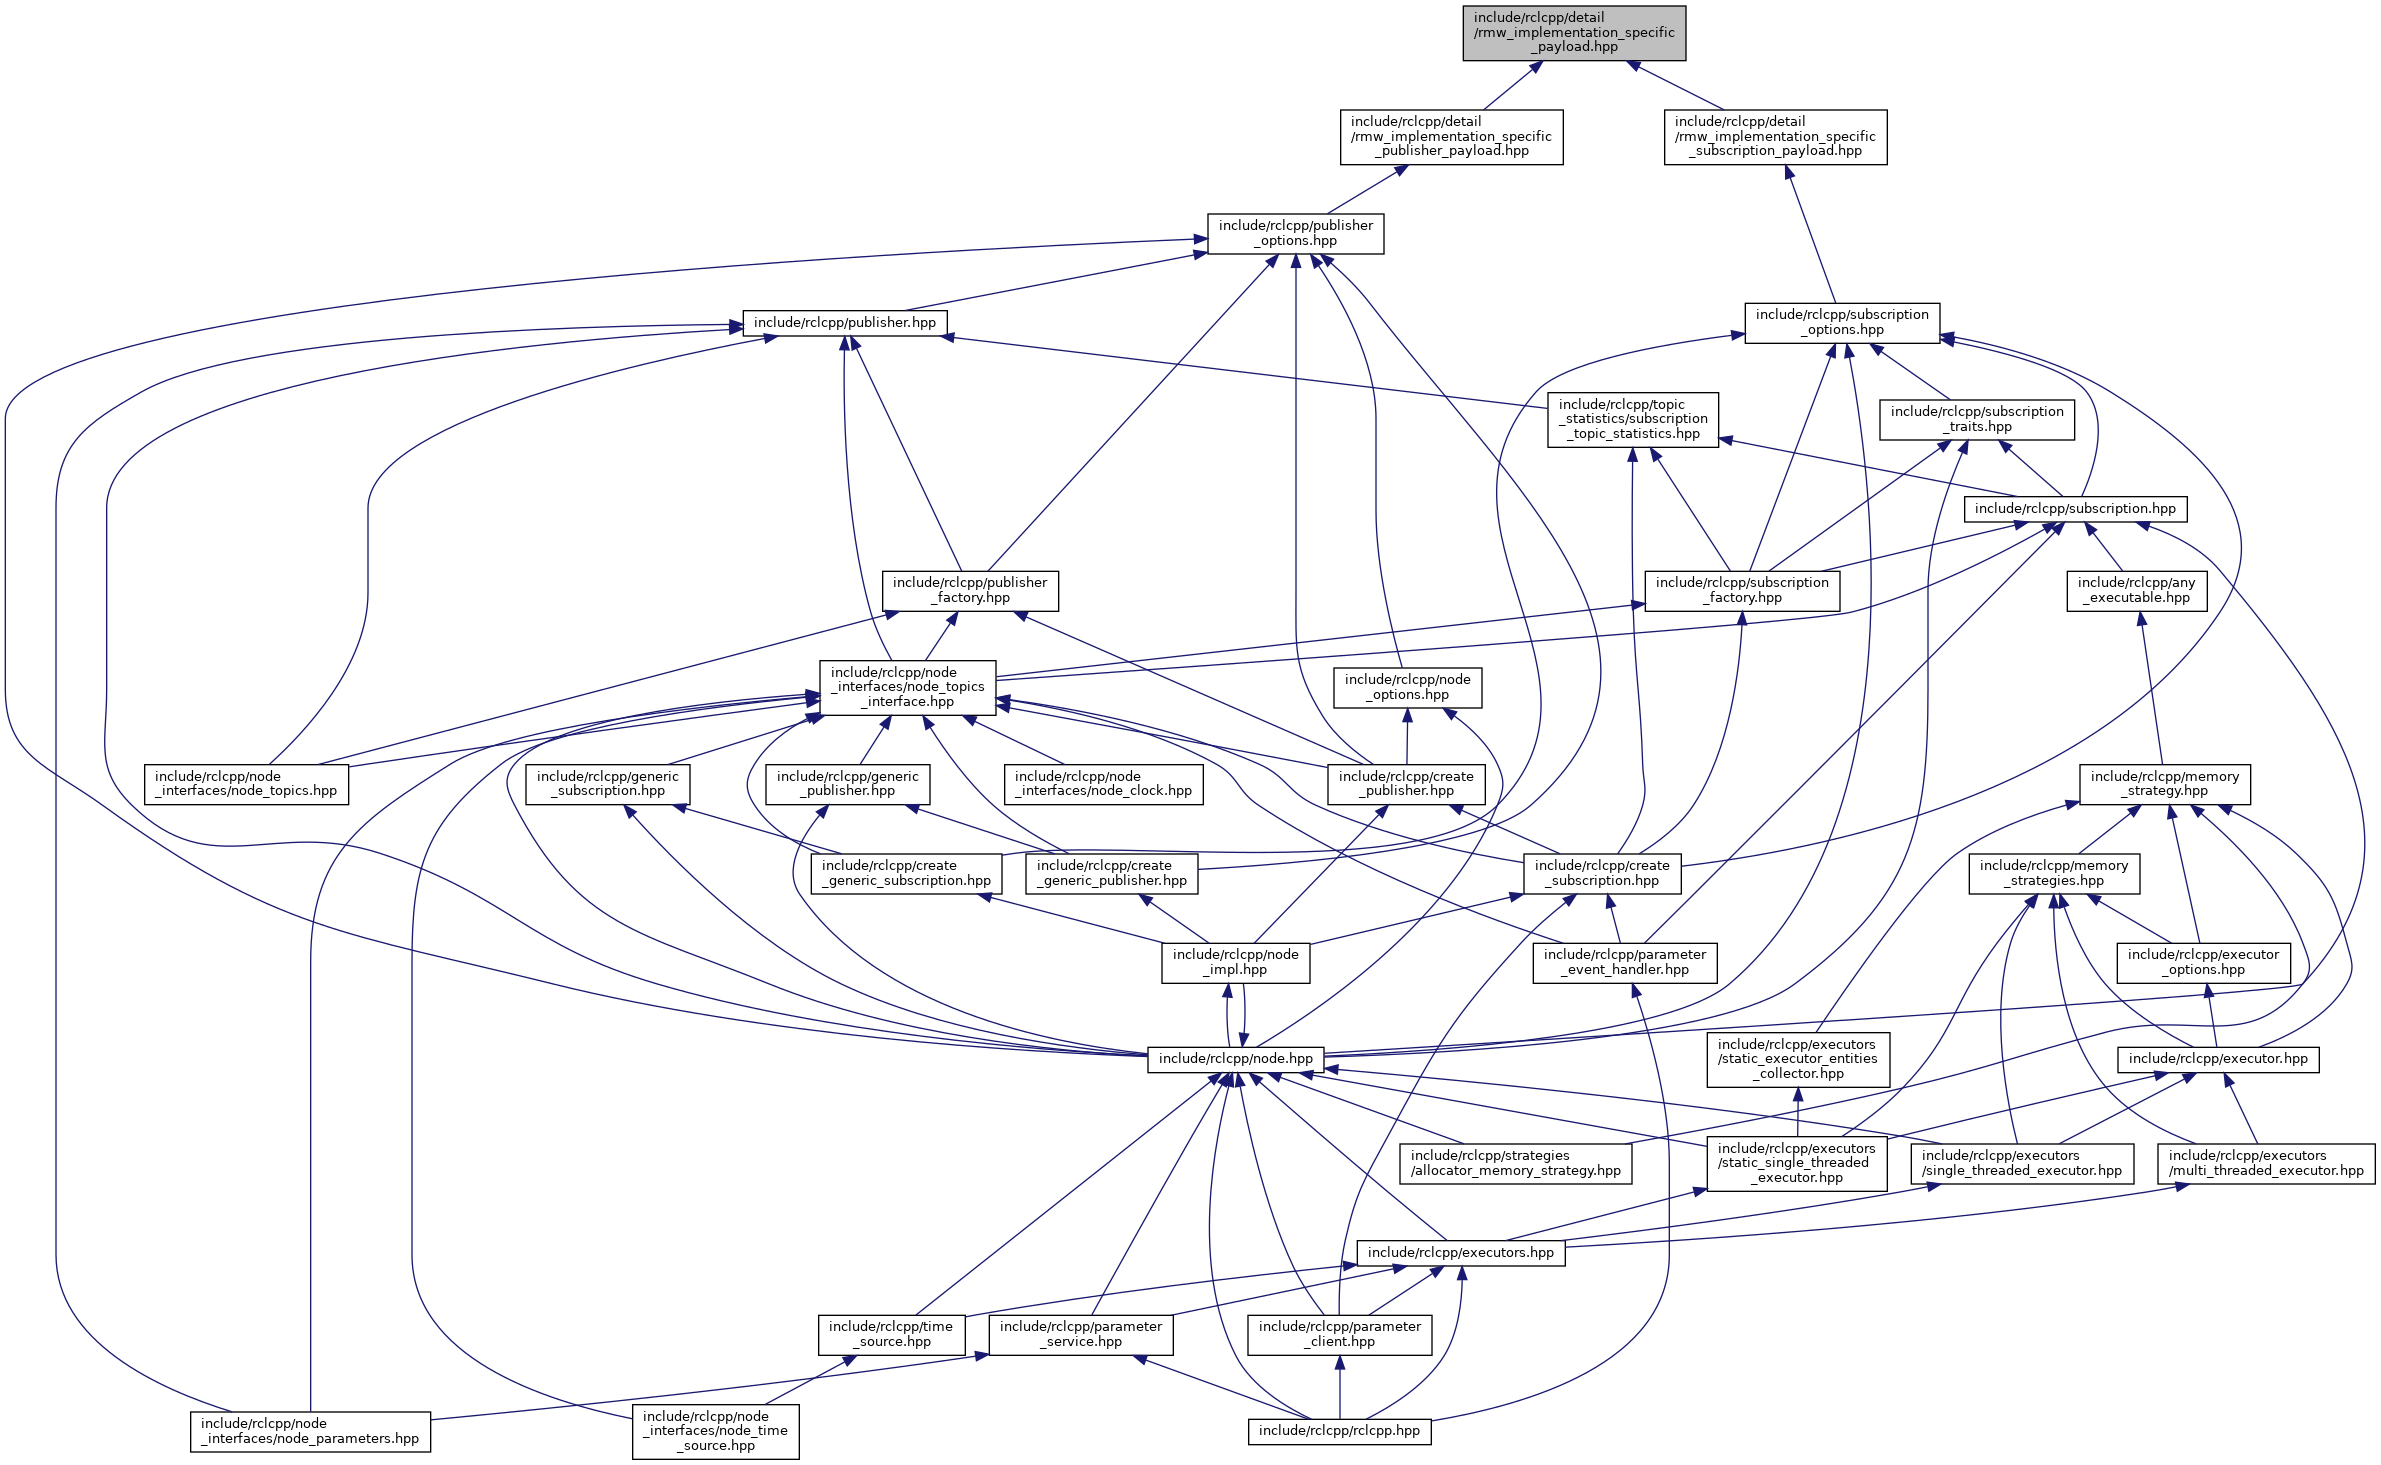 include/rclcpp/detail
/rmw_implementation_specific
_payload.hpp
include/rclcpp/detail
/rmw_implementation_specific
_publisher_payload.hpp
include/rclcpp/detail
/rmw_implementation_specific
_subscription_payload.hpp
include/rclcpp/publisher
_options.hpp
include/rclcpp/publisher.hpp
include/rclcpp/subscription
_options.hpp
include/rclcpp/topic
_statistics/subscription
_topic_statistics.hpp
include/rclcpp/subscription
_traits.hpp
include/rclcpp/subscription.hpp
include/rclcpp/publisher
_factory.hpp
include/rclcpp/subscription
_factory.hpp
include/rclcpp/any
_executable.hpp
include/rclcpp/node
_interfaces/node_topics
_interface.hpp
include/rclcpp/node
_options.hpp
include/rclcpp/node
_interfaces/node_topics.hpp
include/rclcpp/generic
_subscription.hpp
include/rclcpp/generic
_publisher.hpp
include/rclcpp/node
_interfaces/node_clock.hpp
include/rclcpp/create
_publisher.hpp
include/rclcpp/memory
_strategy.hpp
include/rclcpp/create
_generic_subscription.hpp
include/rclcpp/create
_generic_publisher.hpp
include/rclcpp/create
_subscription.hpp
include/rclcpp/memory
_strategies.hpp
include/rclcpp/node
_impl.hpp
include/rclcpp/parameter
_event_handler.hpp
include/rclcpp/executor
_options.hpp
include/rclcpp/node.hpp
include/rclcpp/executors
/static_executor_entities
_collector.hpp
include/rclcpp/executor.hpp
include/rclcpp/strategies
/allocator_memory_strategy.hpp
include/rclcpp/executors
/static_single_threaded
_executor.hpp
include/rclcpp/executors
/single_threaded_executor.hpp
include/rclcpp/executors
/multi_threaded_executor.hpp
include/rclcpp/executors.hpp
include/rclcpp/time
_source.hpp
include/rclcpp/parameter
_service.hpp
include/rclcpp/parameter
_client.hpp
include/rclcpp/node
_interfaces/node_parameters.hpp
include/rclcpp/node
_interfaces/node_time
_source.hpp
include/rclcpp/rclcpp.hpp